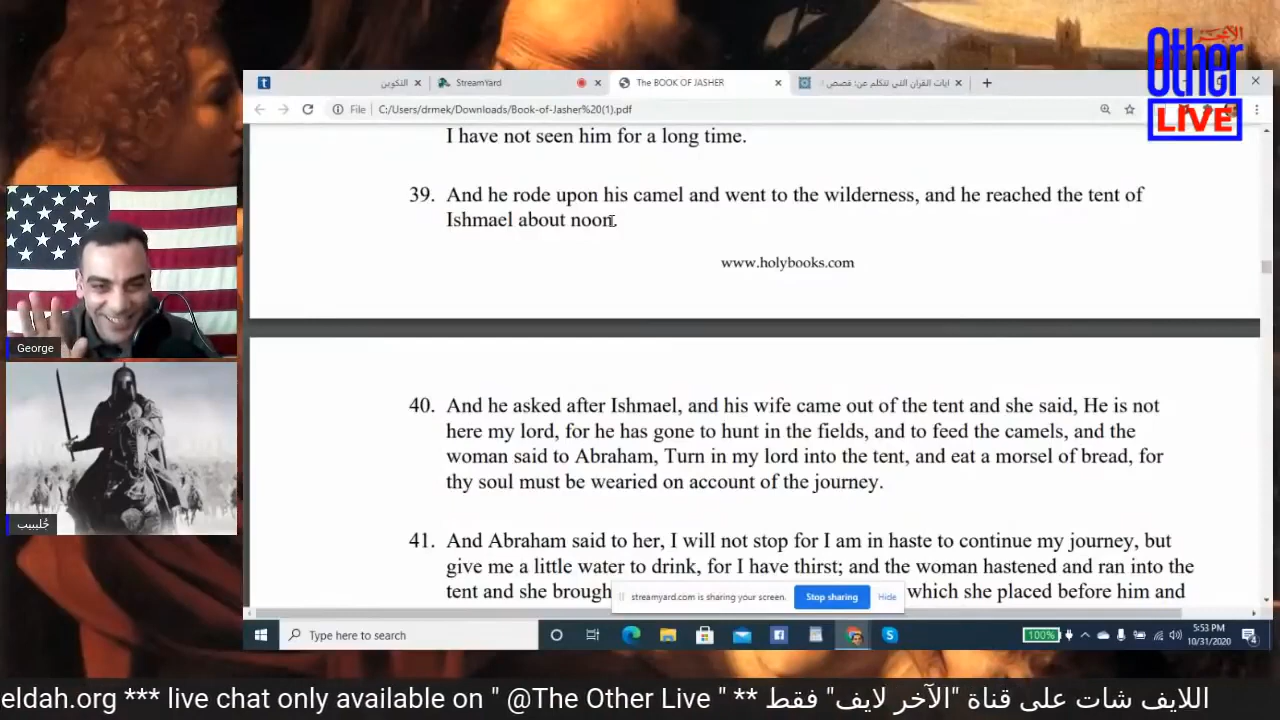 الآخر
Other
LIVE
التكوين
StreamYard
The BOOK OF JASHER
ايات القران التي تتكلم عن: قصص
File
C:/Users/drmek/Downloads/Book-of-Jasher%20(1).pdf
I have not seen him for a long time.
39. And he rode upon his camel and went to the wilderness, and he reached the tent of
Ishmael about noon.
www.holybooks.com
40. And he asked after Ishmael, and his wife came out of the tent and she said, He is not
here my lord, for he has gone to hunt in the fields, and to feed the camels, and the
woman said to Abraham, Turn in my lord into the tent, and eat a morsel of bread, for
thy soul must be wearied on account of the journey.
41. And Abraham said to her, I will not stop for I am in haste to continue my journey, but
give me a little water to drink, for I have thirst; and the woman hastened and ran into the
tent and she brough which she placed before him and
streamyard.com is sharing your screen.
Stop sharing
Hide
George
جُليبيب
Type here to search
100%
5:53 PM
10/31/2020
4
eldah.org *** live chat only available on " @The Other Live " ** اللايف شات على قناة "الآخر لايف" فقط